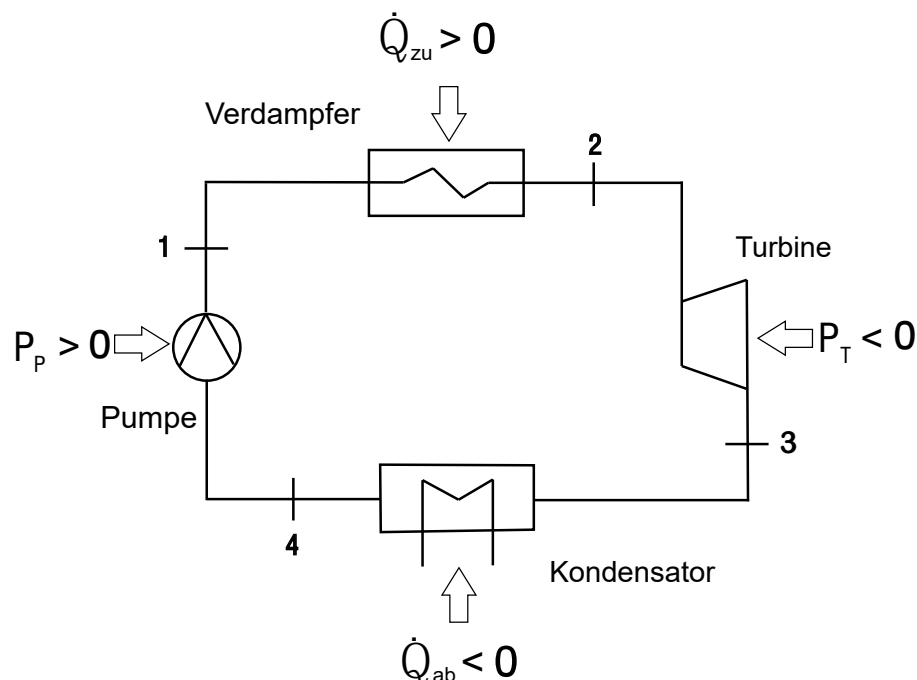 Q̇zu > 0
Verdampfer
2
1
Turbine
PP > 0
PT < 0
Pumpe
3
4
Kondensator
Q̇ab < 0